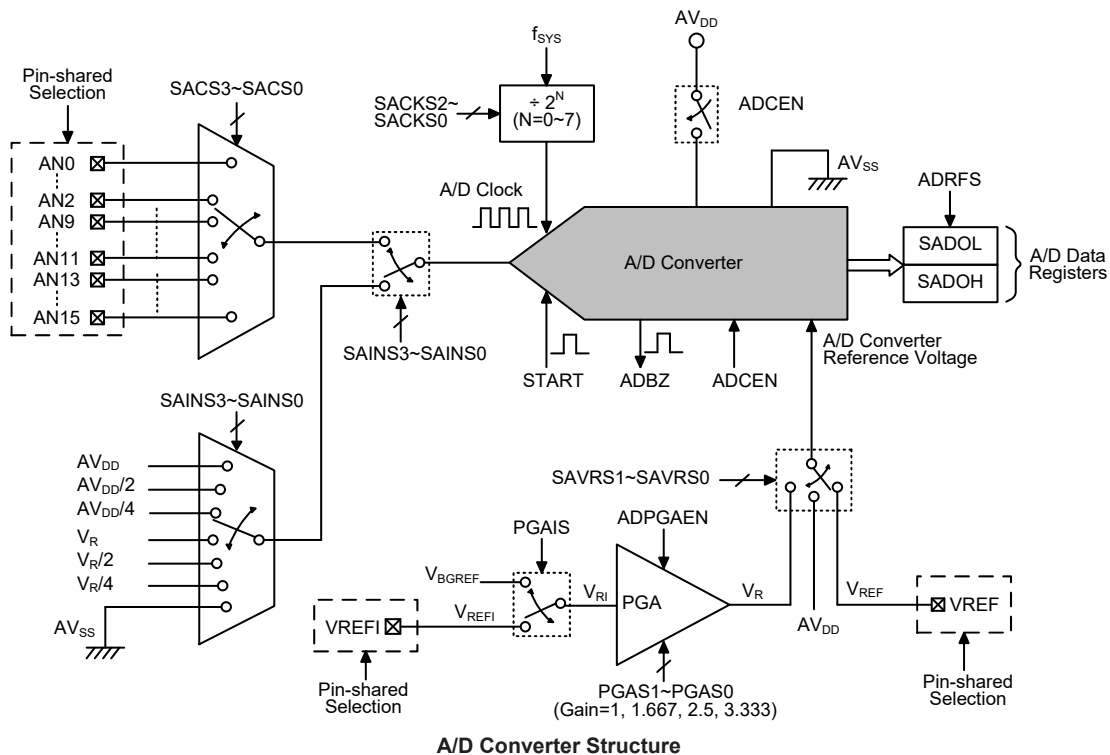 AVDD
fSYS
Pin-shared
Selection
SACS3~SACS0
SACKS2~
SACKS0
÷ 2^N
(N=0~7)
ADCEN
AN0
AN2
AN9
AN11
AN13
AN15
A/D Clock
AVSS
ADRFS
A/D Converter
SADOL
SADOH
A/D Data
Registers
SAINS3~SAINS0
START
ADBZ
ADCEN
A/D Converter
Reference Voltage
SAINS3~SAINS0
AVDD
AVDD/2
AVDD/4
VR
VR/2
VR/4
AVSS
SAVRS1~SAVRS0
PGAIS
ADPGAEN
VBGREF
VREFI
VREFI
VRI
PGA
VR
AVDD
VREF
VREF
Pin-shared
Selection
PGAS1~PGAS0
(Gain=1, 1.667, 2.5, 3.333)
Pin-shared
Selection
A/D Converter Structure